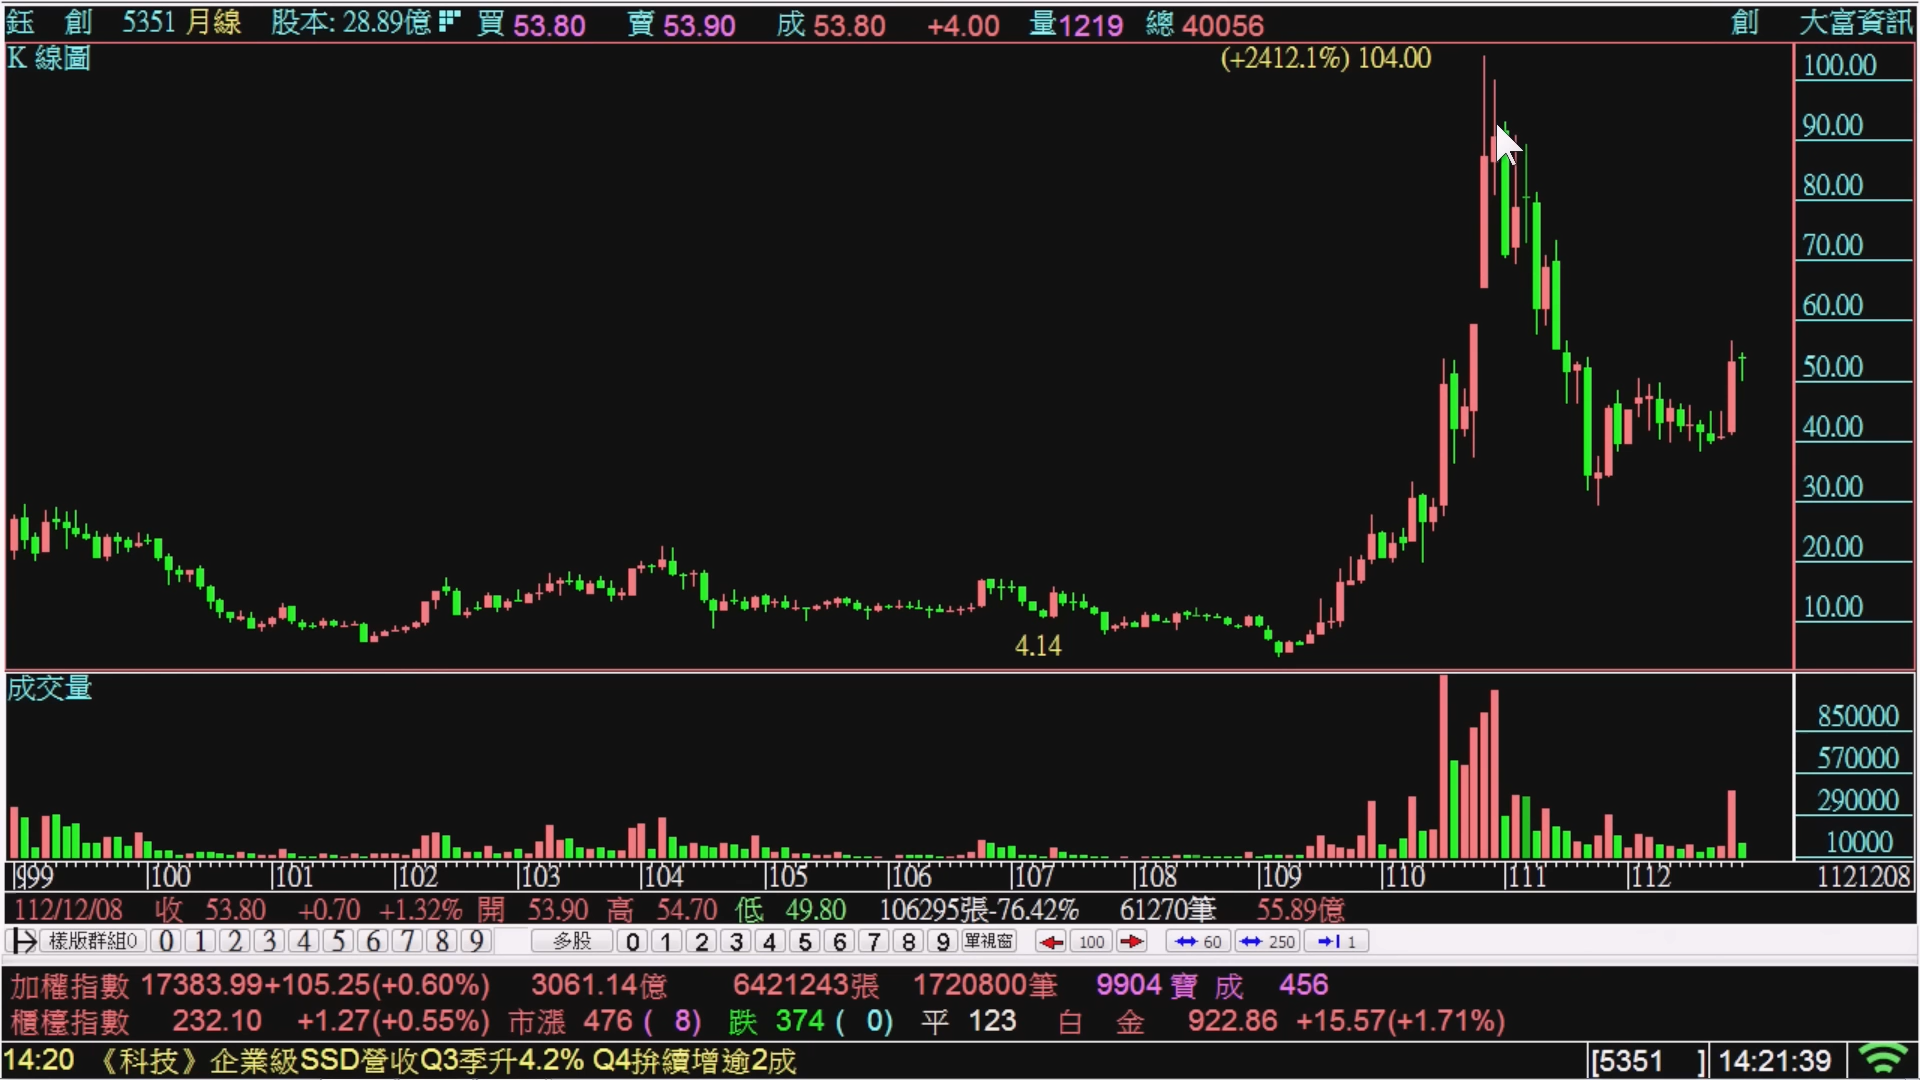 鈺 創 5351 月線 股本: 28.89億 買 53.80 賣 53.90 成 53.80 +4.00 量1219 總 40056 創 大富資訊
K 線圖
(+2412.1%) 104.00
100.00
90.00
80.00
70.00
60.00
50.00
40.00
30.00
20.00
10.00
4.14
成交量
850000
570000
290000
10000
99 100 101 102 103 104 105 106 107 108 109 110 111 112 1121208
112/12/08 收 53.80 +0.70 +1.32% 開 53.90 高 54.70 低 49.80 106295張-76.42% 61270筆 55.89億
樣版群組0 0 1 2 3 4 5 6 7 8 9 多股 0 1 2 3 4 5 6 7 8 9 單視窗 100 60 250 1
加權指數 17383.99+105.25(+0.60%) 3061.14億 6421243張 1720800筆 9904 寶 成 456
櫃檯指數 232.10 +1.27(+0.55%) 市漲 476 ( 8) 跌 374 ( 0) 平 123 白 金 922.86 +15.57(+1.71%)
14:20 《科技》企業級SSD營收Q3季升4.2% Q4拚續增逾2成 [5351 ] 14:21:39